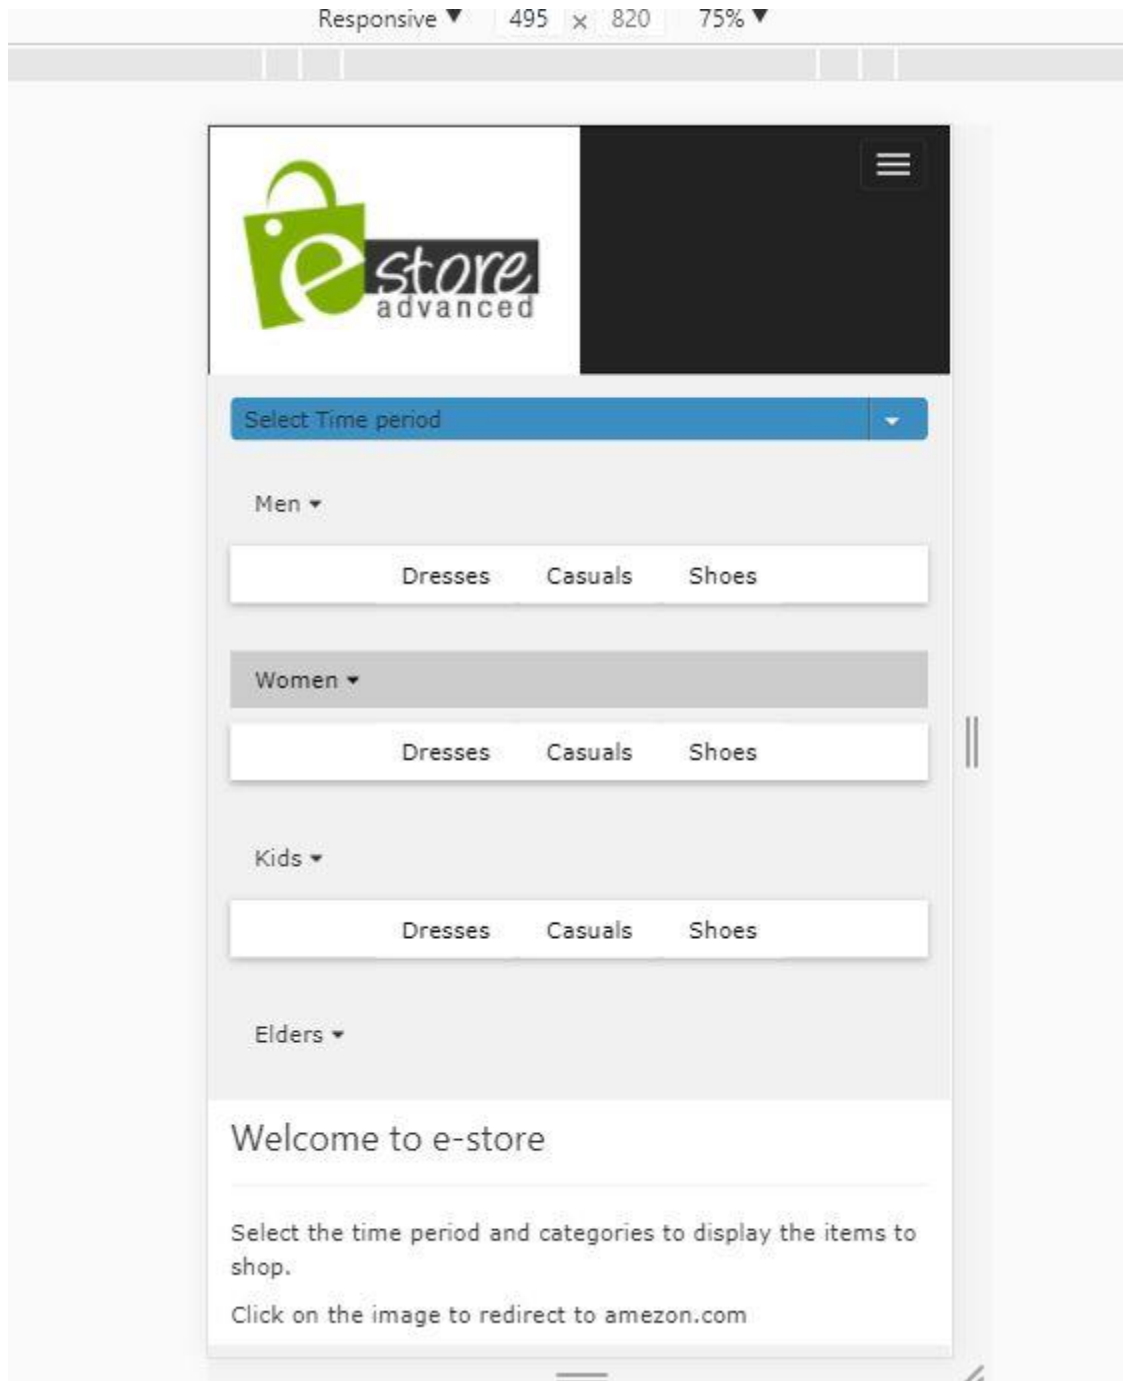 Responsive ▼ 495 × 820 75% ▼
e store
advanced
Select Time period
Men
Dresses Casuals Shoes
Women
Dresses Casuals Shoes
Kids
Dresses Casuals Shoes
Elders
Welcome to e-store
Select the time period and categories to display the items to
shop.
Click on the image to redirect to amezon.com